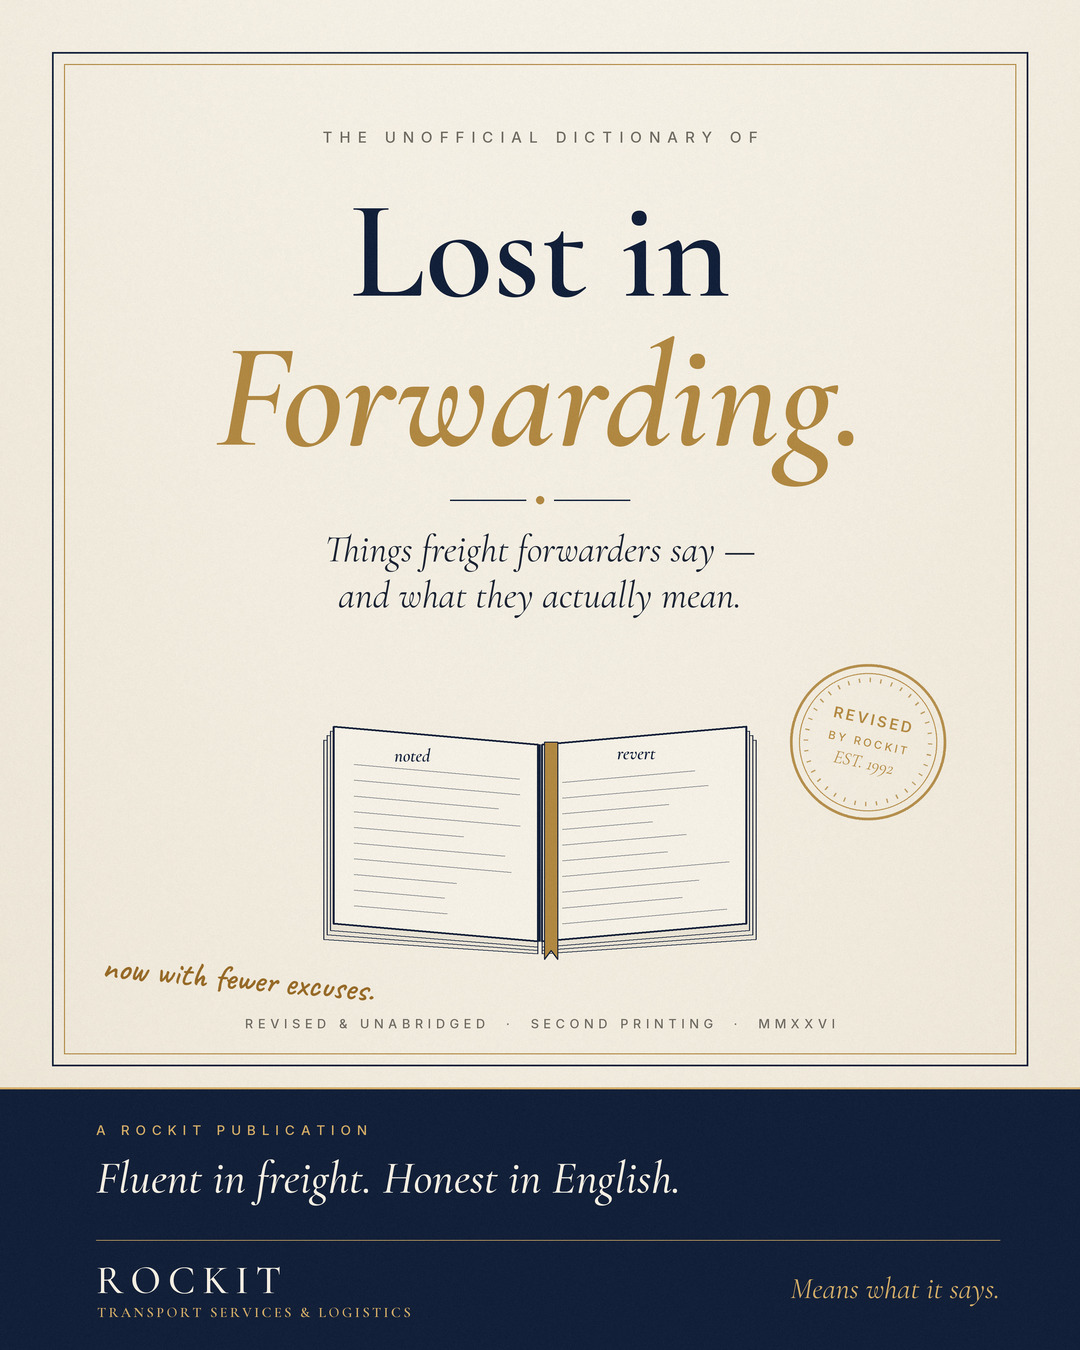 THE UNOFFICIAL DICTIONARY OF
Lost in
Forwarding.
Things freight forwarders say —
and what they actually mean.
REVISED
BY ROCKIT
EST. 1992
noted
revert
now with fewer excuses.
REVISED & UNABRIDGED · SECOND PRINTING · MMXXVI
A ROCKIT PUBLICATION
Fluent in freight. Honest in English.
ROCKIT
TRANSPORT SERVICES & LOGISTICS
Means what it says.